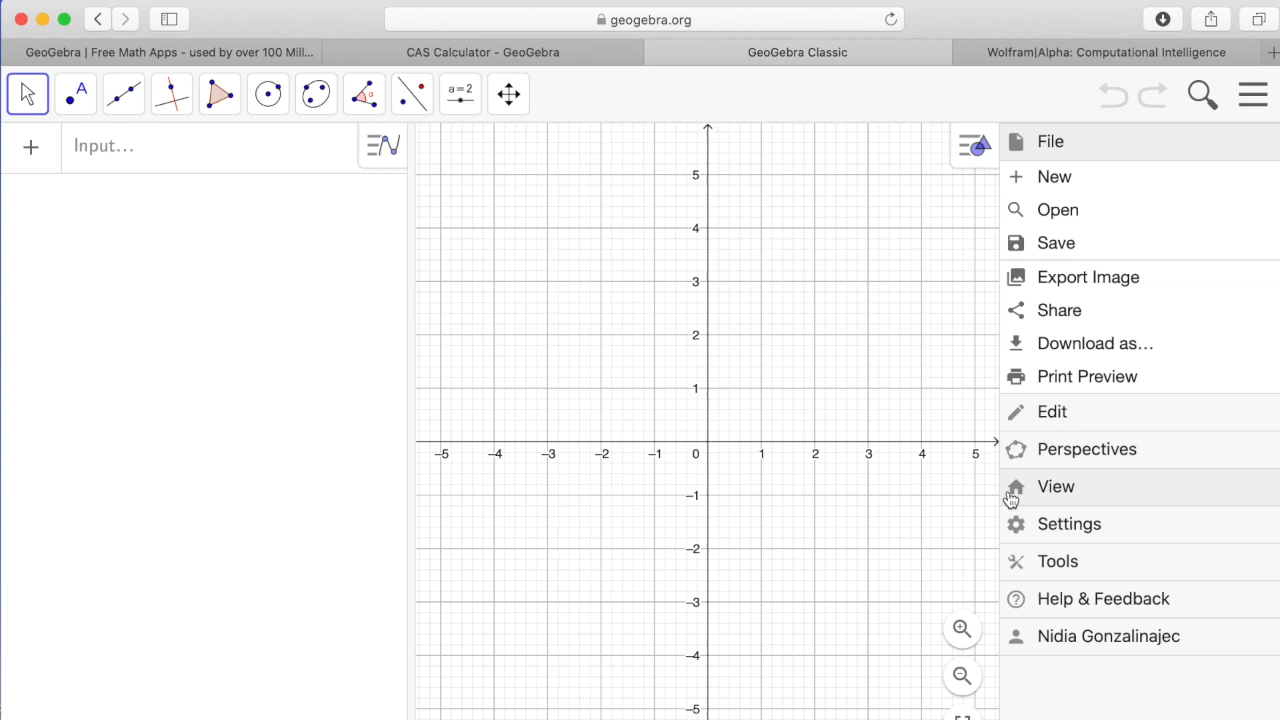 geogebra.org
GeoGebra | Free Math Apps - used by over 100 Mill...
CAS Calculator - GeoGebra
GeoGebra Classic
Wolfram|Alpha: Computational Intelligence
A
α
a=2
Input…
File
New
Open
Save
Export Image
Share
Download as…
Print Preview
Edit
Perspectives
View
Settings
Tools
Help & Feedback
Nidia Gonzalinajec
5
4
3
2
1
–5 –4 –3 –2 –1 0 1 2 3 4 5
–1
–2
–3
–4
–5